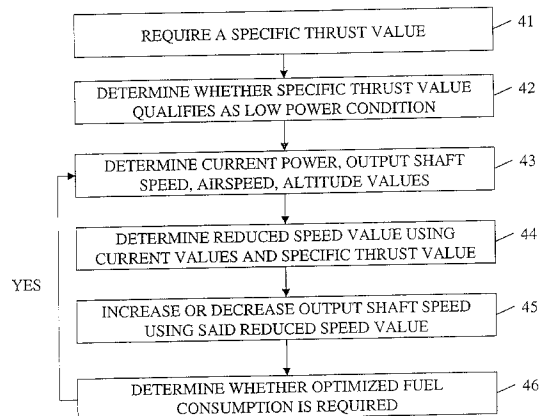 REQUIRE A SPECIFIC THRUST VALUE
41
DETERMINE WHETHER SPECIFIC THRUST VALUE
QUALIFIES AS LOW POWER CONDITION
42
DETERMINE CURRENT POWER, OUTPUT SHAFT
SPEED, AIRSPEED, ALTITUDE VALUES
43
DETERMINE REDUCED SPEED VALUE USING
CURRENT VALUES AND SPECIFIC THRUST VALUE
44
YES
INCREASE OR DECREASE OUTPUT SHAFT SPEED
USING SAID REDUCED SPEED VALUE
45
DETERMINE WHETHER OPTIMIZED FUEL
CONSUMPTION IS REQUIRED
46